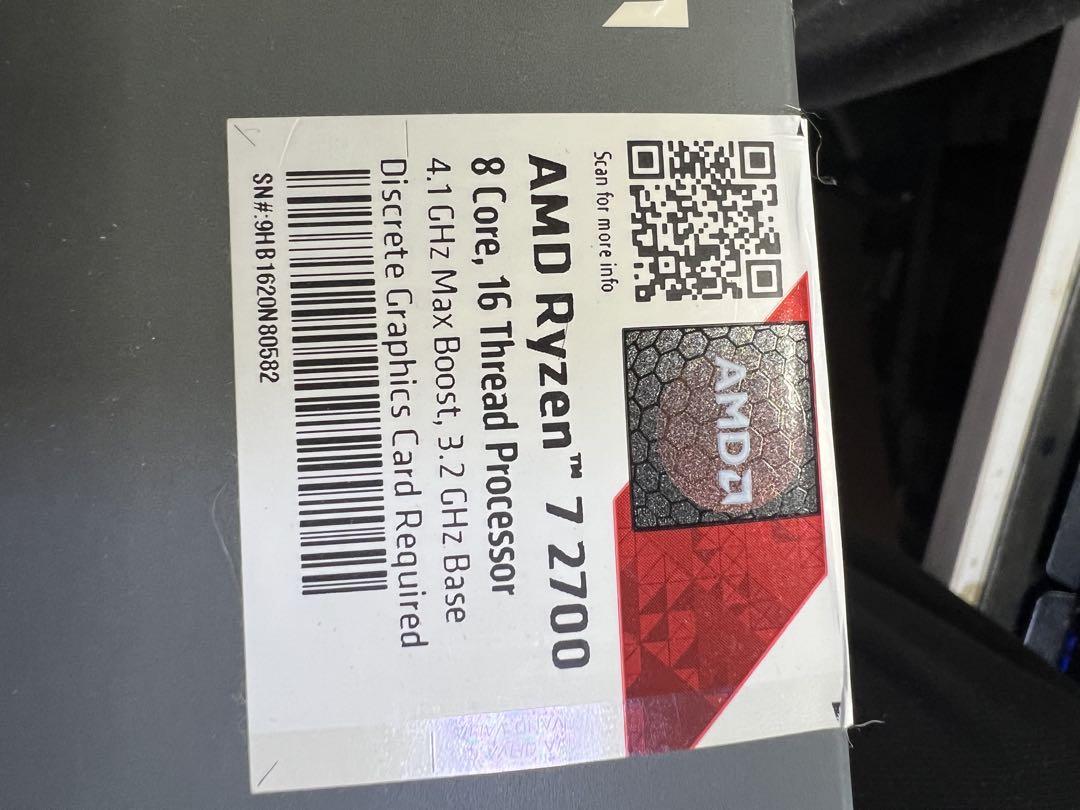 Scan for more info
AMD
AMD Ryzen™ 7 2700
8 Core, 16 Thread Processor
4.1 GHz Max Boost, 3.2 GHz Base
Discrete Graphics Card Required
SN#:9HB1620N80582